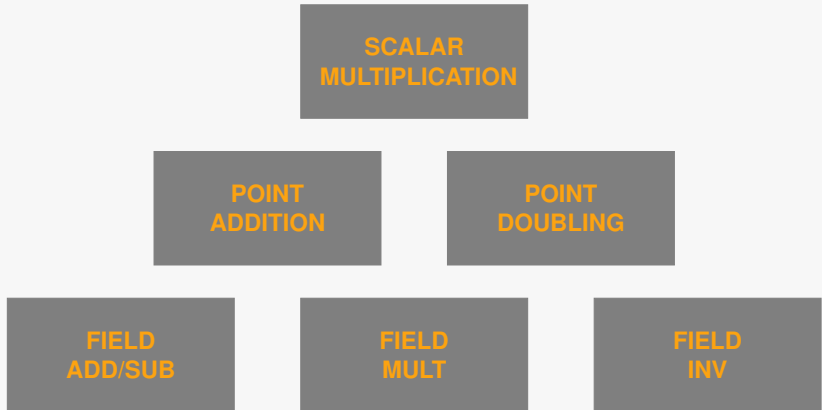 SCALAR
MULTIPLICATION
POINT
ADDITION
POINT
DOUBLING
FIELD
ADD/SUB
FIELD
MULT
FIELD
INV